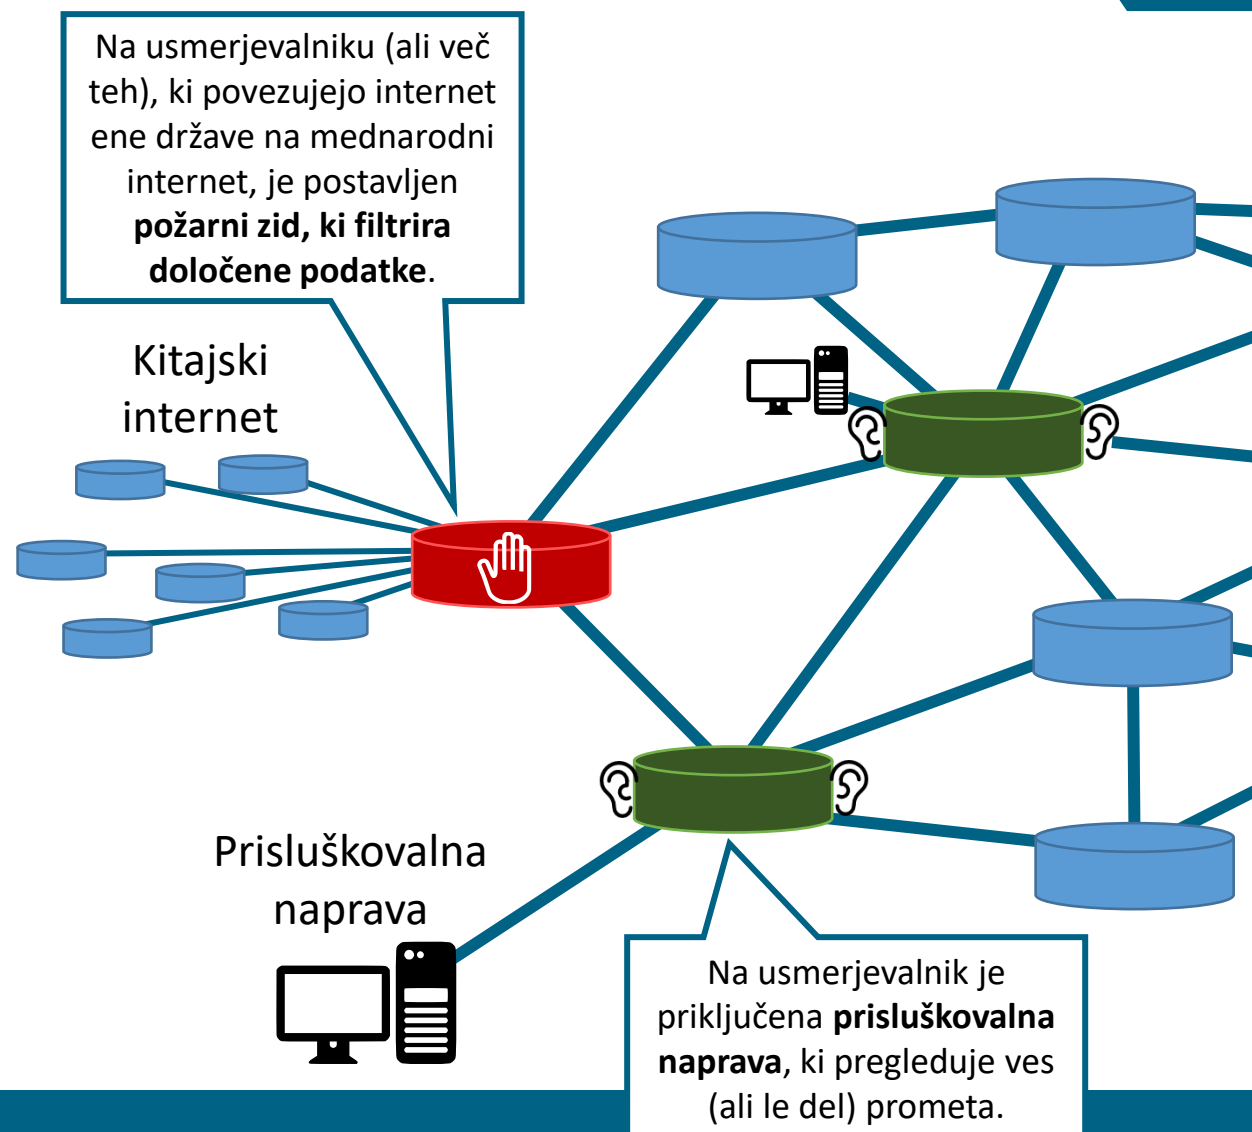 Na usmerjevalniku (ali več
teh), ki povezujejo internet
ene države na mednarodni
internet, je postavljen
požarni zid, ki filtrira
določene podatke.
Kitajski
internet
Prisluškovalna
naprava
Na usmerjevalnik je
priključena prisluškovalna
naprava, ki pregleduje ves
(ali le del) prometa.